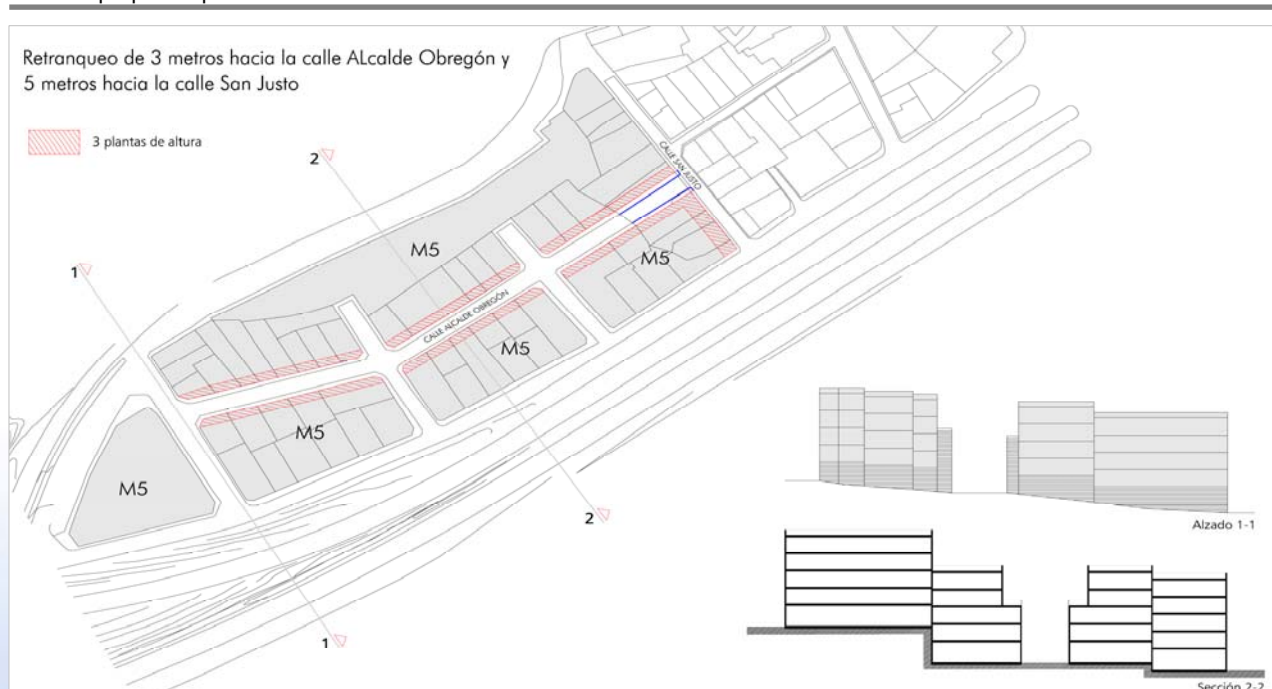 Retranqueo de 3 metros hacia la calle ALcalde Obregón y
5 metros hacia la calle San Justo
3 plantas de altura
2
CALLE SAN JUSTO
1
M5
M5
CALLE ALCALDE OBREGÓN
M5
M5
M5
2
1
Alzado 1-1
Sección 2-2